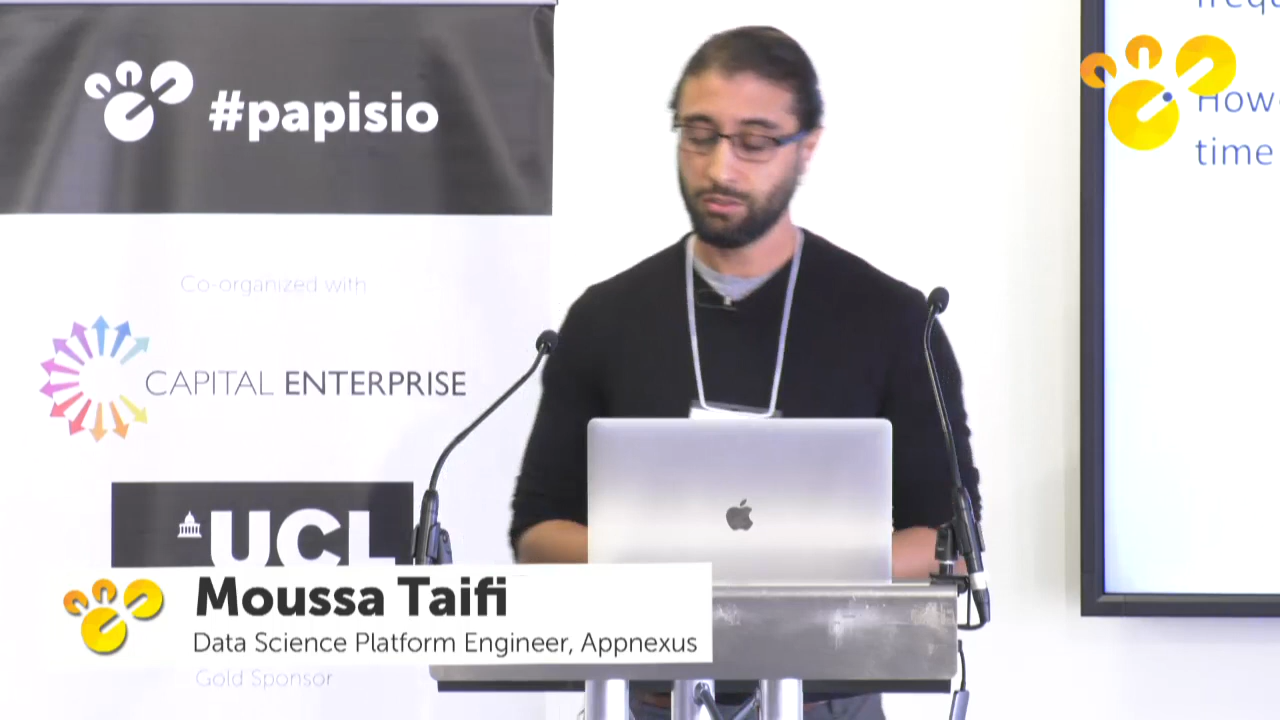 #papisio
Co-organized with
CAPITAL ENTERPRISE
UCL
Moussa Taifi
Data Science Platform Engineer, Appnexus
Gold Sponsor
time